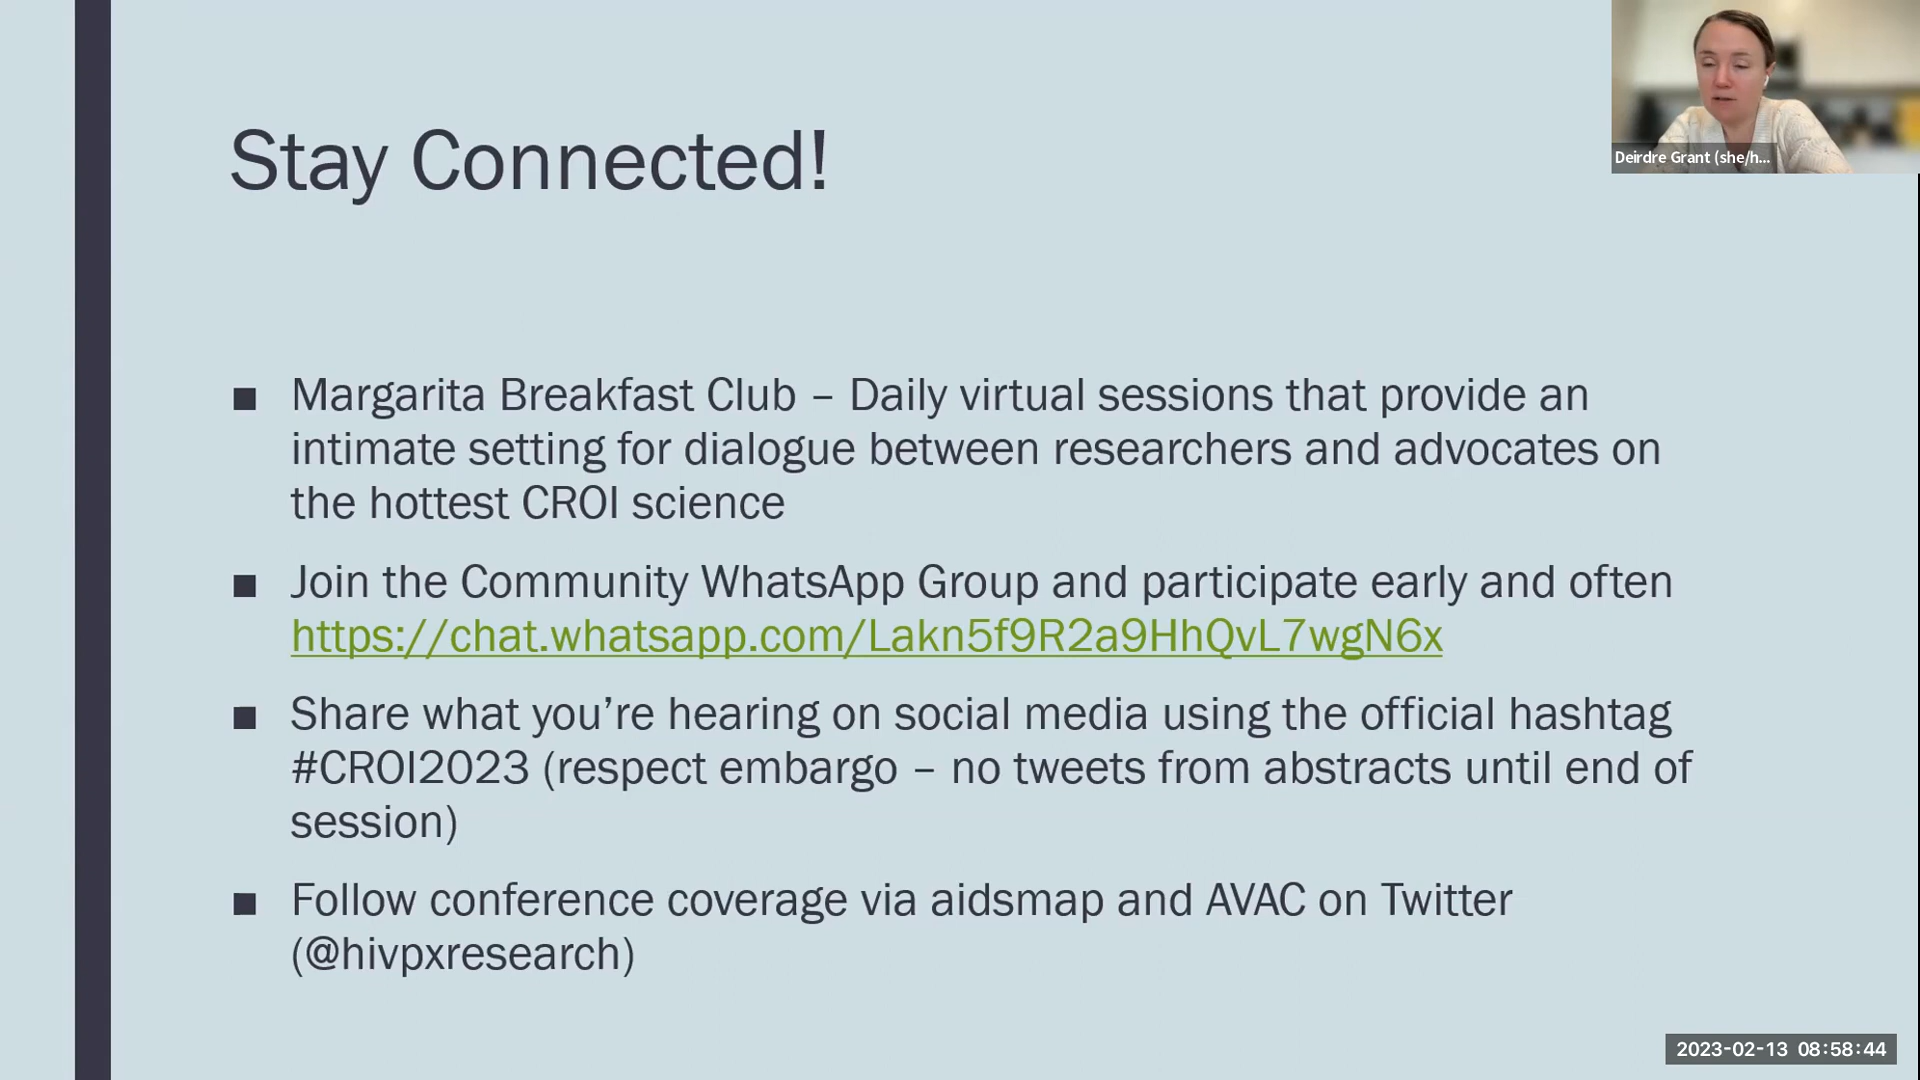 Stay Connected!
Deirdre Grant (she/h...
■ Margarita Breakfast Club – Daily virtual sessions that provide an
intimate setting for dialogue between researchers and advocates on
the hottest CROI science
■ Join the Community WhatsApp Group and participate early and often
https://chat.whatsapp.com/Lakn5f9R2a9HhQvL7wgN6x
■ Share what you’re hearing on social media using the official hashtag
#CROI2023 (respect embargo – no tweets from abstracts until end of
session)
■ Follow conference coverage via aidsmap and AVAC on Twitter
(@hivpxresearch)
2023-02-13 08:58:44